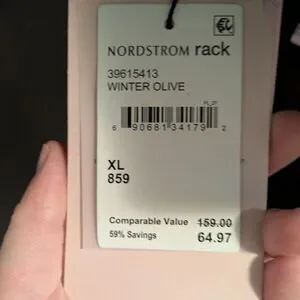 NORDSTROM rack
39615413
WINTER OLIVE
6 90681 34179 2
XL
859
Comparable Value 159.00
59% Savings 64.97